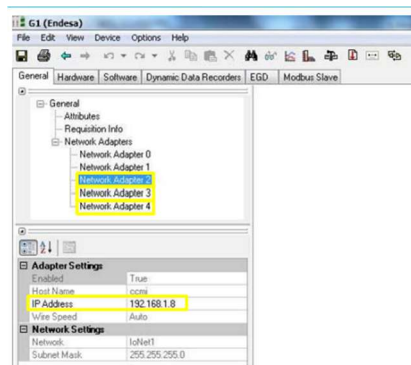 G1 (Endesa)
File Edit View Device Options Help
General Hardware Software Dynamic Data Recorders EGD Modbus Slave
General
Attributes
Requisition Info
Network Adapters
Network Adapter 0
Network Adapter 1
Network Adapter 2
Network Adapter 3
Network Adapter 4
Adapter Settings
Enabled True
Host Name ccmi
IP Address 192.168.1.8
Wire Speed Auto
Network Settings
Network IoNet1
Subnet Mask 255.255.255.0